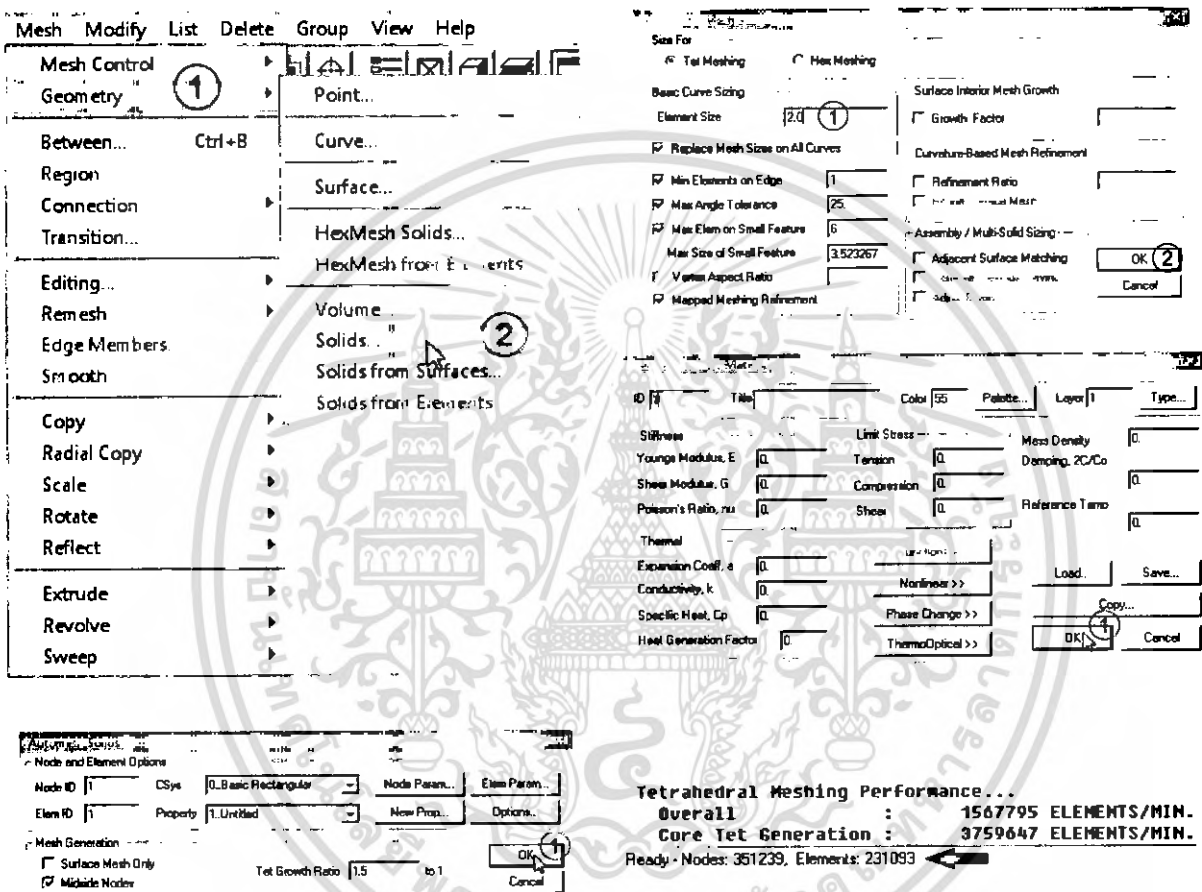 Mesh Modify List Delete Group View Help
Mesh Control
Geometry
1
Between... Ctrl+B
Region
Connection
Transition...
Editing...
Remesh
Edge Members
Smooth
Copy
Radial Copy
Scale
Rotate
Reflect
Extrude
Revolve
Sweep
Point...
Curve...
Surface...
HexMesh Solids...
HexMesh from
Volume...
Solids...
2
Solids from Surfaces...
Solids from Elements
Size For
Tet Meshing Hex Meshing
Basic Curve Sizing
Element Size 2.0 1
Replace Mesh Sizes on All Curves
Min Elements on Edge 1
Max Angle Tolerance 25.
Max Elem on Small Feature 6
Max Size of Small Feature 3.523267
Vertex Aspect Ratio
Mapped Meshing Refinement
Surface Interior Mesh Growth
Growth Factor
Curvature-Based Mesh Refinement
Refinement Ratio
Assembly / Multi-Solid Sizing
Adjacent Surface Matching
OK 2
Cancel
ID Title Color 55 Palette... Layer 1 Type...
Stiffness
Youngs Modulus, E 0.
Shear Modulus, G 0.
Poisson's Ratio, nu 0.
Limit Stress
Tension 0.
Compression 0.
Shear 0.
Mass Density 0.
Damping, 2C/Co 0.
Reference Temp 0.
Thermal
Expansion Coeff, a 0.
Conductivity, k 0.
Specific Heat, Cp 0.
Heat Generation Factor 0.
Nonlinear >>
Phase Change >>
ThermoOptical >>
Load... Save...
Copy...
1
OK Cancel
Automesh Solids
Node and Element Options
Node ID 1 CSys 0..Basic Rectangular Node Param... Elem Param...
Elem ID 1 Property 1..Untitled New Prop... Options...
Mesh Generation
Surface Mesh Only
Midside Nodes
Tet Growth Ratio 1.5 to 1
OK 1
Cancel
Tetrahedral Meshing Performance...
Overall : 1567795 ELEMENTS/MIN.
Core Tet Generation : 3759647 ELEMENTS/MIN.
Ready - Nodes: 351239, Elements: 231093